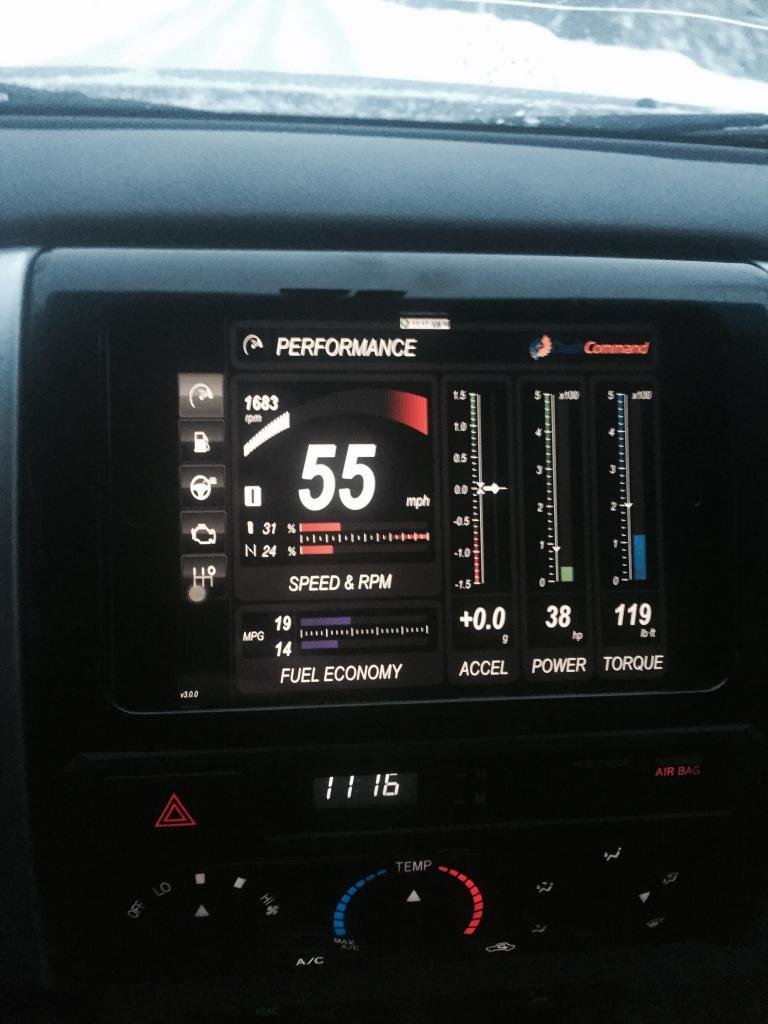 PERFORMANCE
Dash Command
1683
rpm
55
mph
31 %
N 24 %
SPEED & RPM
MPG
19
14
FUEL ECONOMY
1.5
1.0
0.5
0.0
-0.5
-1.0
-1.5
+0.0
g
ACCEL
5 x100
4
3
2
1
0
38
hp
POWER
5 x100
4
3
2
1
0
119
lb·ft
TORQUE
v3.0.0
11 16
AIR BAG
OFF
LO
HI
TEMP
MAX
A/C
A/C